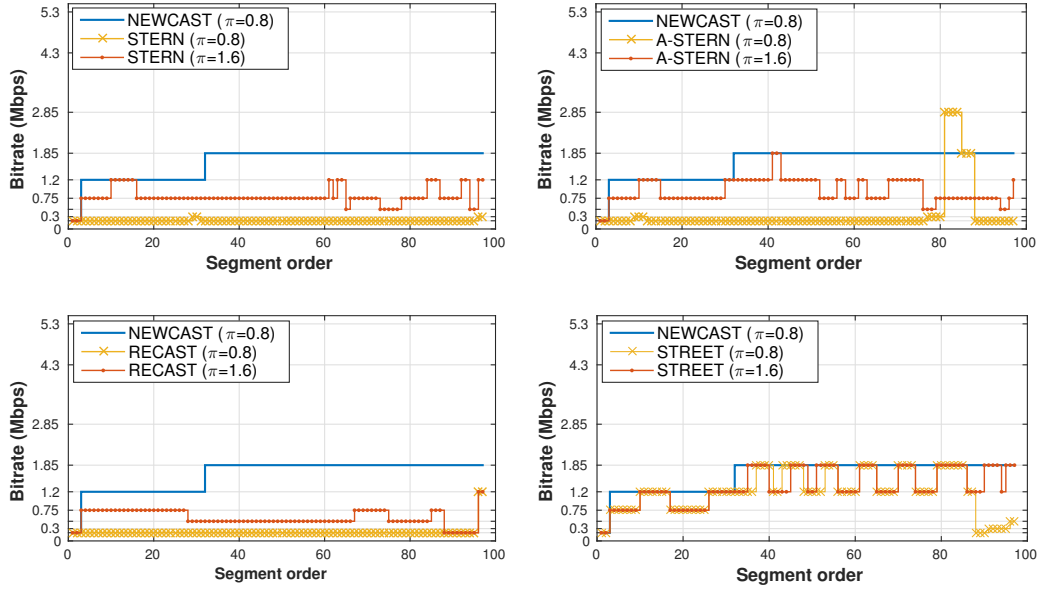 5.3
4.3
2.85
1.85
1.2
0.75
0.3
0
Bitrate (Mbps)
NEWCAST (π=0.8)
STERN (π=0.8)
STERN (π=1.6)
0 20 40 60 80 100
Segment order
5.3
4.3
2.85
1.85
1.2
0.75
0.3
0
Bitrate (Mbps)
NEWCAST (π=0.8)
A-STERN (π=0.8)
A-STERN (π=1.6)
0 20 40 60 80 100
Segment order
5.3
4.3
2.85
1.85
1.2
0.75
0.3
0
Bitrate (Mbps)
NEWCAST (π=0.8)
RECAST (π=0.8)
RECAST (π=1.6)
0 20 40 60 80 100
Segment order
5.3
4.3
2.85
1.85
1.2
0.75
0.3
0
Bitrate (Mbps)
NEWCAST (π=0.8)
STREET (π=0.8)
STREET (π=1.6)
0 20 40 60 80 100
Segment order